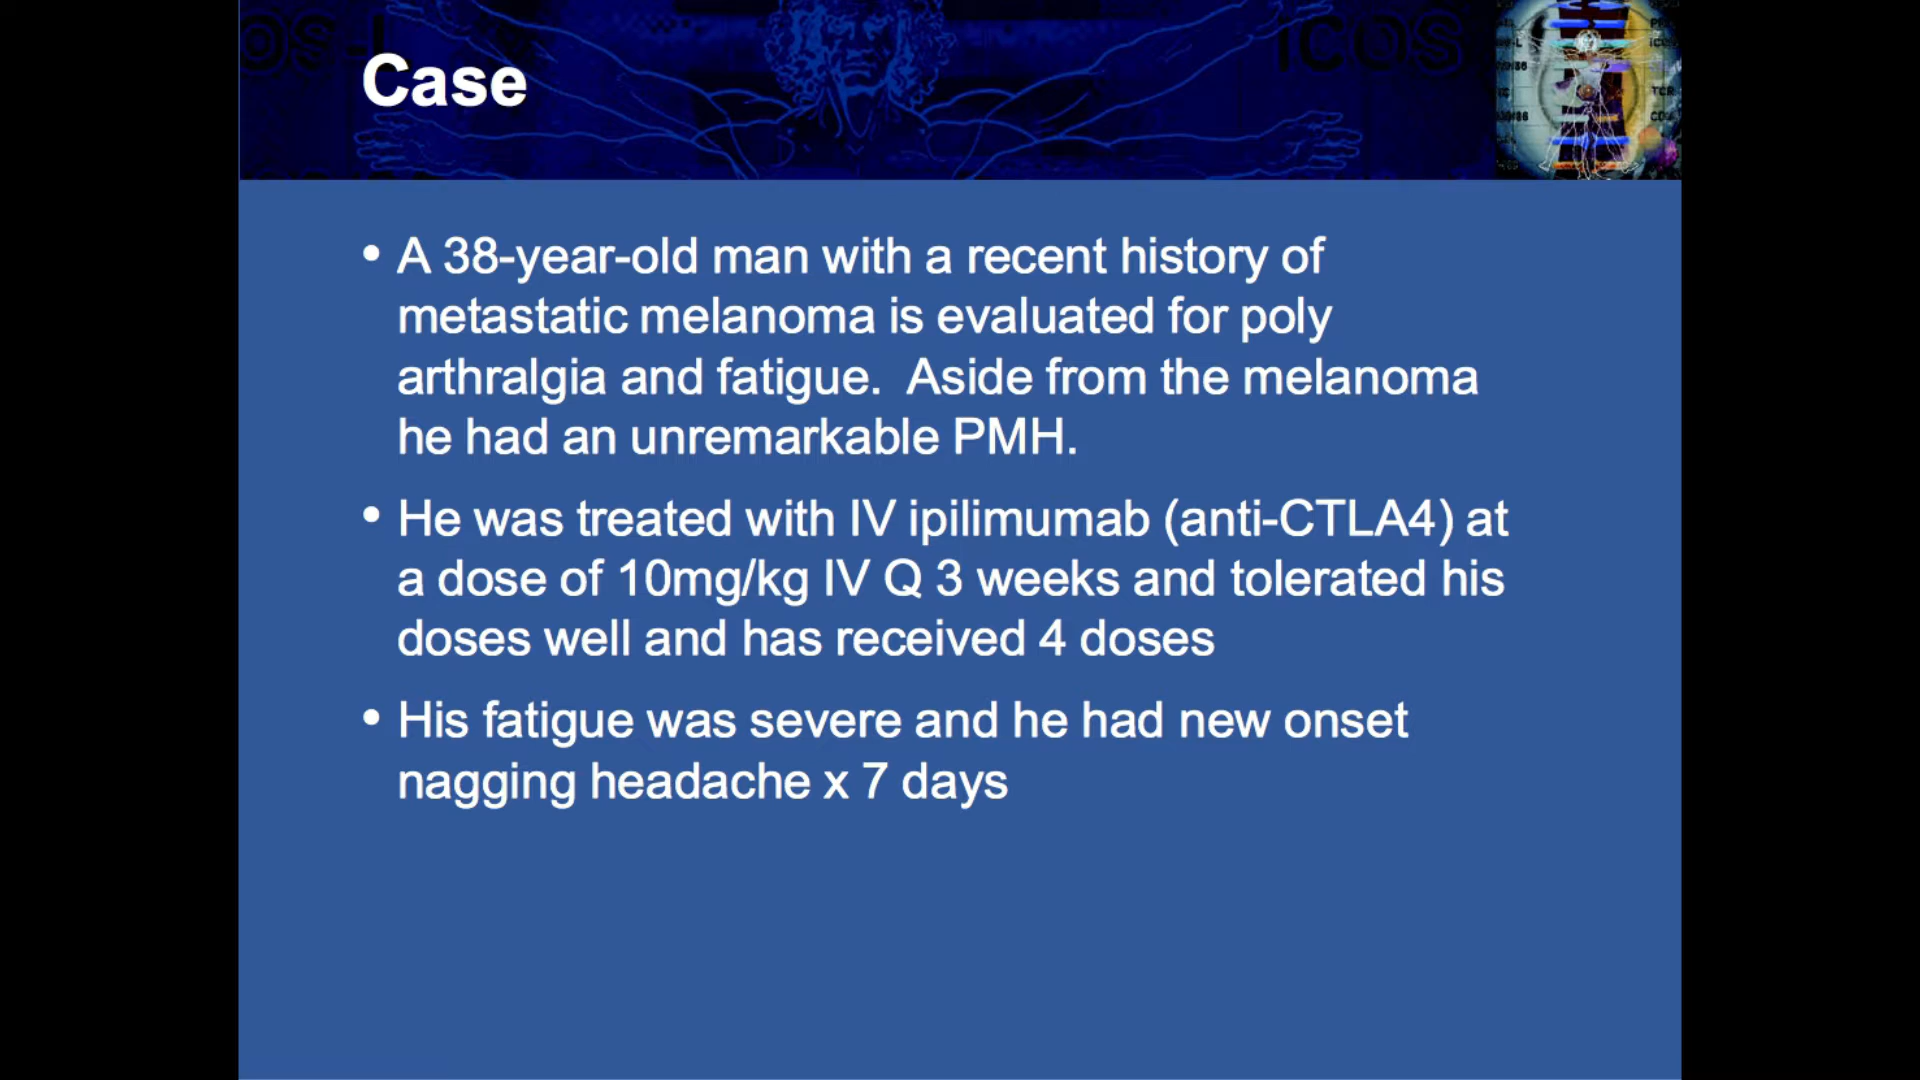 Case
• A 38-year-old man with a recent history of
metastatic melanoma is evaluated for poly
arthralgia and fatigue.  Aside from the melanoma
he had an unremarkable PMH.
• He was treated with IV ipilimumab (anti-CTLA4) at
a dose of 10mg/kg IV Q 3 weeks and tolerated his
doses well and has received 4 doses
• His fatigue was severe and he had new onset
nagging headache x 7 days
iCOS
TCR